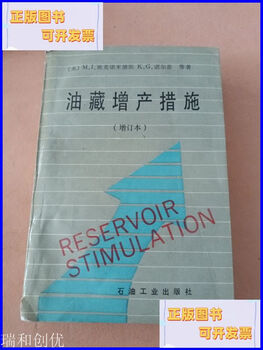 正版图书
可开发票
(美) M.J.埃克诺米德斯 K.G.诺尔蒂 等著
油藏增产措施
(增订本)
RESERVOIR
STIMULATION
石油工业出版社
瑞和创优
正版图书
可开发票